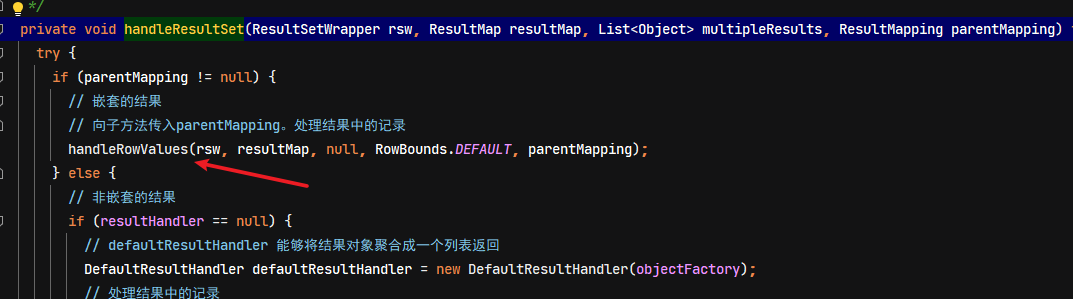 */
private void handleResultSet(ResultSetWrapper rsw, ResultMap resultMap, List<Object> multipleResults, ResultMapping parentMapping)
try {
if (parentMapping != null) {
// 嵌套的结果
// 向子方法传入parentMapping。处理结果中的记录
handleRowValues(rsw, resultMap, null, RowBounds.DEFAULT, parentMapping);
} else {
// 非嵌套的结果
if (resultHandler == null) {
// defaultResultHandler 能够将结果对象聚合成一个列表返回
DefaultResultHandler defaultResultHandler = new DefaultResultHandler(objectFactory);
// 处理结果中的记录